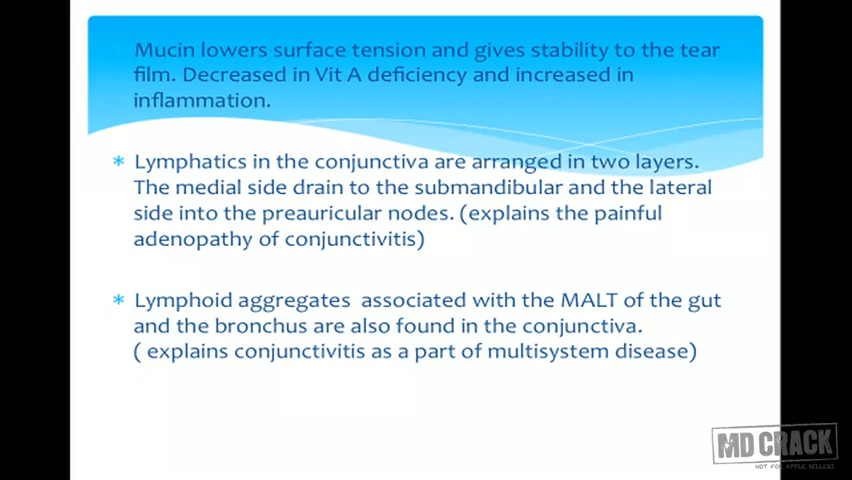 Mucin lowers surface tension and gives stability to the tear
film. Decreased in Vit A deficiency and increased in
inflammation.
* Lymphatics in the conjunctiva are arranged in two layers.
The medial side drain to the submandibular and the lateral
side into the preauricular nodes. (explains the painful
adenopathy of conjunctivitis)
* Lymphoid aggregates associated with the MALT of the gut
and the bronchus are also found in the conjunctiva.
( explains conjunctivitis as a part of multisystem disease)
MD CRACK
NOT FOR APPLE SELLERS